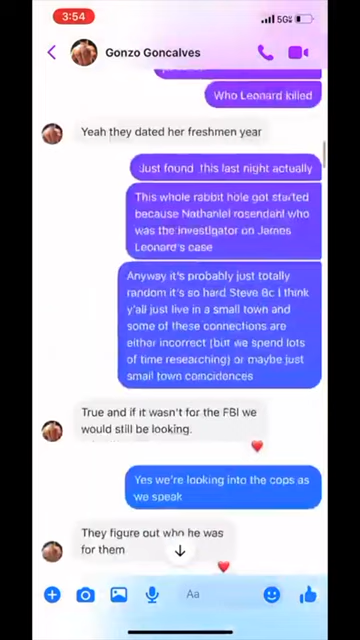 3:54
5G
Gonzo Goncalves
Who Leonard killed
Yeah they dated her freshmen year
Just found this last night actually
This whole rabbit hole got started
because Nathaniel rosendahl who
was the investigator on James
Leonard's case
Anyway it's probably just totally
random it's so hard Steve Bc I think
y'all just live in a small town and
some of these connections are
either incorrect (but we spend lots
of time researching) or maybe just
small town comcidences
True and if it wasn't for the FBI we
would still be looking.
Yes we're looking into the cops as
we speak
They figure out who he was
for them
Aa